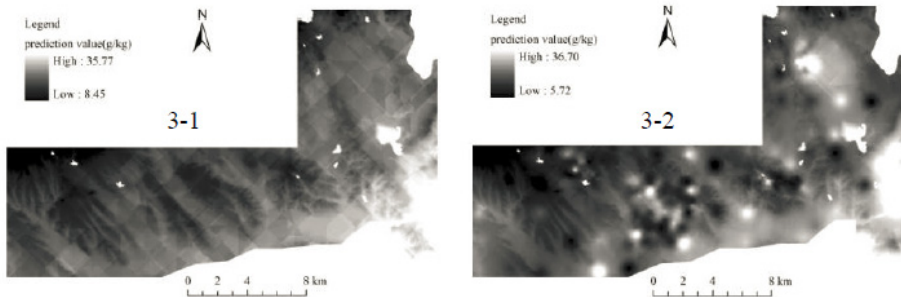 N
Legend
prediction value(g/kg)
High : 35.77
Low : 8.45
3-1
0 2 4 8 km
N
Legend
prediction value(g/kg)
High : 36.70
Low : 5.72
3-2
0 2 4 8 km